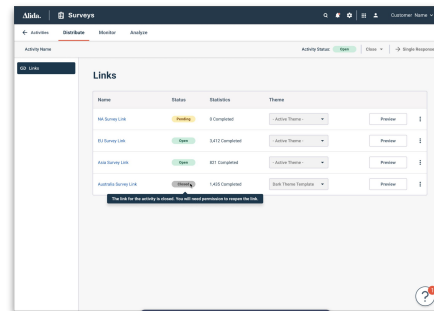 Alida. Surveys Customer Name
Activities Distribute Monitor Analyze
Activity Name Activity Status: Open Close Single Response
Links
Links
Name Status Statistics Theme
NA Survey Link Pending 0 Completed - Active Theme - Preview
EU Survey Link Open 3,412 Completed - Active Theme - Preview
Asia Survey Link Open 821 Completed - Active Theme - Preview
Australia Survey Link Closed 1,435 Completed Dark Theme Template Preview
The link for the activity is closed. You will need permission to reopen the link.
?